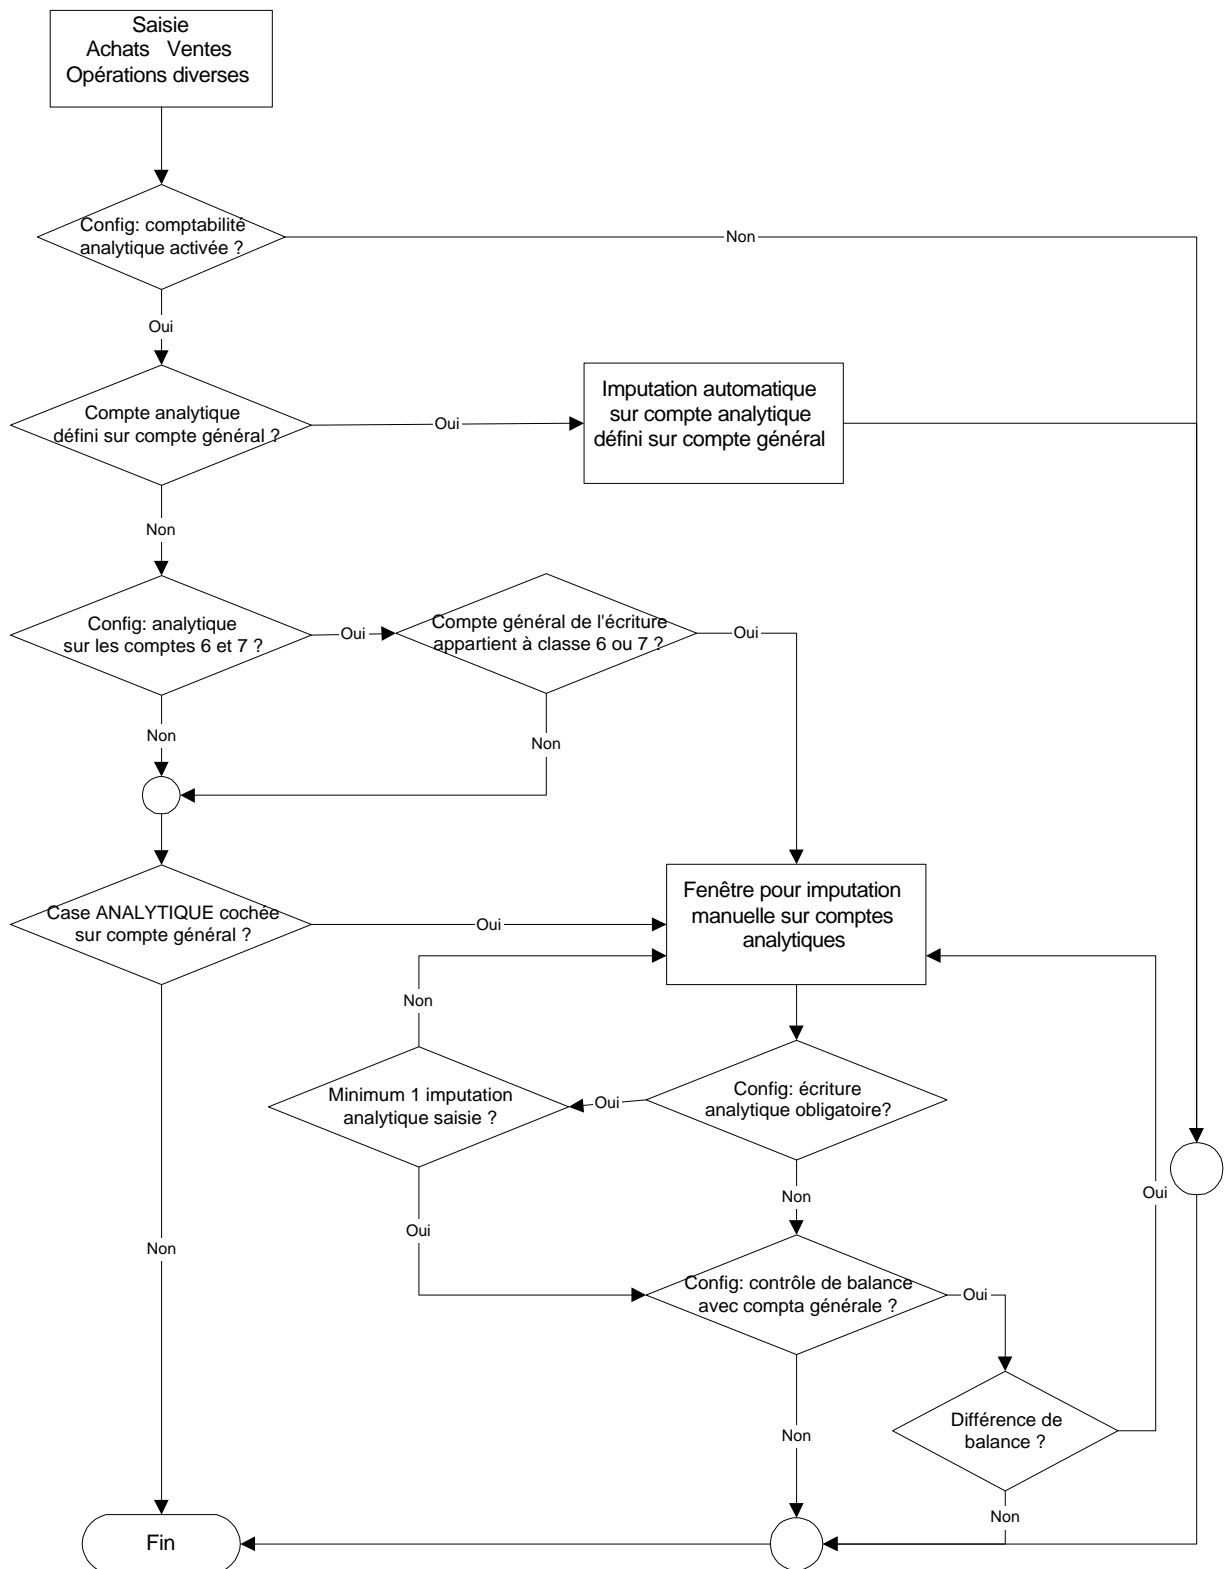 Saisie
Achats Ventes
Opérations diverses
Config: comptabilité
analytique activée ?
Non
Oui
Compte analytique
défini sur compte général ?
Oui
Imputation automatique
sur compte analytique
défini sur compte général
Non
Config: analytique
sur les comptes 6 et 7 ?
Oui
Compte général de l'écriture
appartient à classe 6 ou 7 ?
Oui
Non
Non
Case ANALYTIQUE cochée
sur compte général ?
Oui
Fenêtre pour imputation
manuelle sur comptes
analytiques
Non
Minimum 1 imputation
analytique saisie ?
Oui
Config: écriture
analytique obligatoire?
Non
Oui
Oui
Non
Config: contrôle de balance
avec compta générale ?
Oui
Différence de
balance ?
Non
Non
Fin